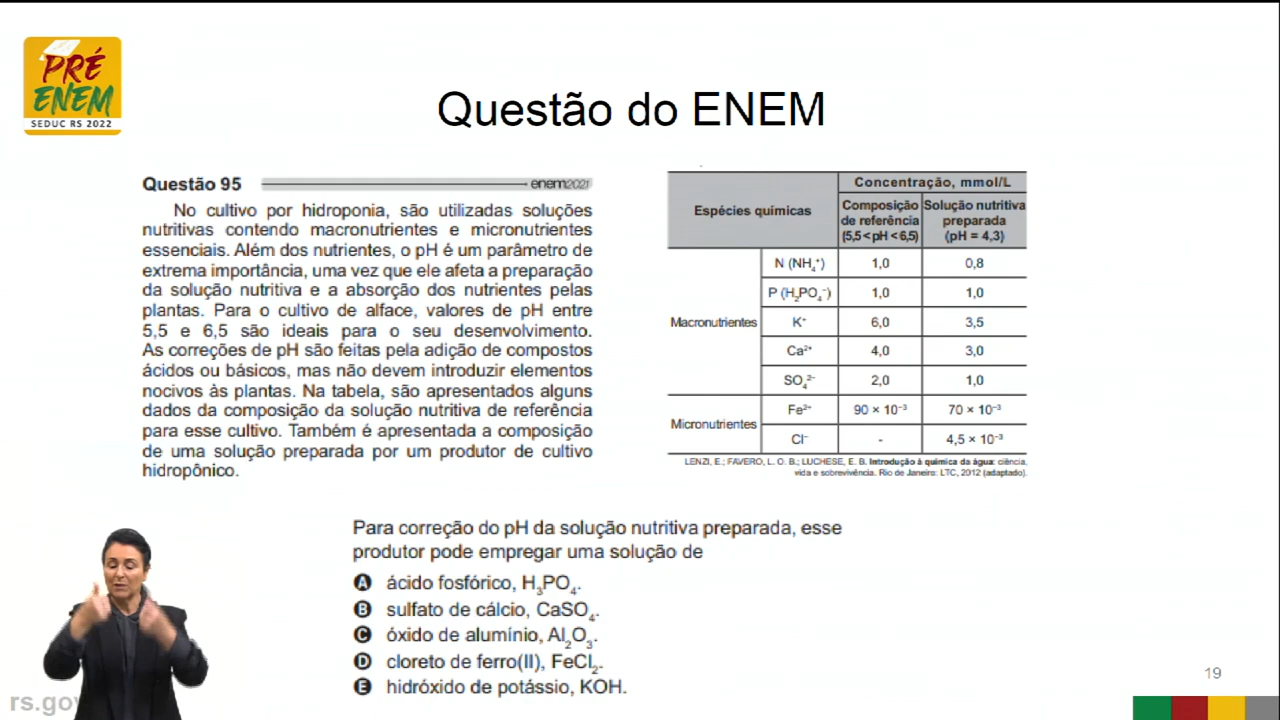 PRÉ
ENEM
SEDUC RS 2022
Questão do ENEM
Questão 95 enem2021
No cultivo por hidroponia, são utilizadas soluções
nutritivas contendo macronutrientes e micronutrientes
essenciais. Além dos nutrientes, o pH é um parâmetro de
extrema importância, uma vez que ele afeta a preparação
da solução nutritiva e a absorção dos nutrientes pelas
plantas. Para o cultivo de alface, valores de pH entre
5,5 e 6,5 são ideais para o seu desenvolvimento.
As correções de pH são feitas pela adição de compostos
ácidos ou básicos, mas não devem introduzir elementos
nocivos às plantas. Na tabela, são apresentados alguns
dados da composição da solução nutritiva de referência
para esse cultivo. Também é apresentada a composição
de uma solução preparada por um produtor de cultivo
hidropônico.
Espécies químicas
Concentração, mmol/L
Composição
de referência
(5,5 < pH < 6,5)
Solução nutritiva
preparada
(pH = 4,3)
Macronutrientes
N (NH₄⁺) 1,0 0,8
P (H₂PO₄⁻) 1,0 1,0
K⁺ 6,0 3,5
Ca²⁺ 4,0 3,0
SO₄²⁻ 2,0 1,0
Micronutrientes
Fe²⁺ 90 × 10⁻³ 70 × 10⁻³
Cl⁻ - 4,5 × 10⁻³
LENZI, E.; FAVERO, L. O. B.; LUCHESE, E. B. Introdução à química da água: ciência,
vida e sobrevivência. Rio de Janeiro: LTC, 2012 (adaptado).
Para correção do pH da solução nutritiva preparada, esse
produtor pode empregar uma solução de
A ácido fosfórico, H₃PO₄.
B sulfato de cálcio, CaSO₄.
C óxido de alumínio, Al₂O₃.
D cloreto de ferro(II), FeCl₂.
E hidróxido de potássio, KOH.
19
rs.gov